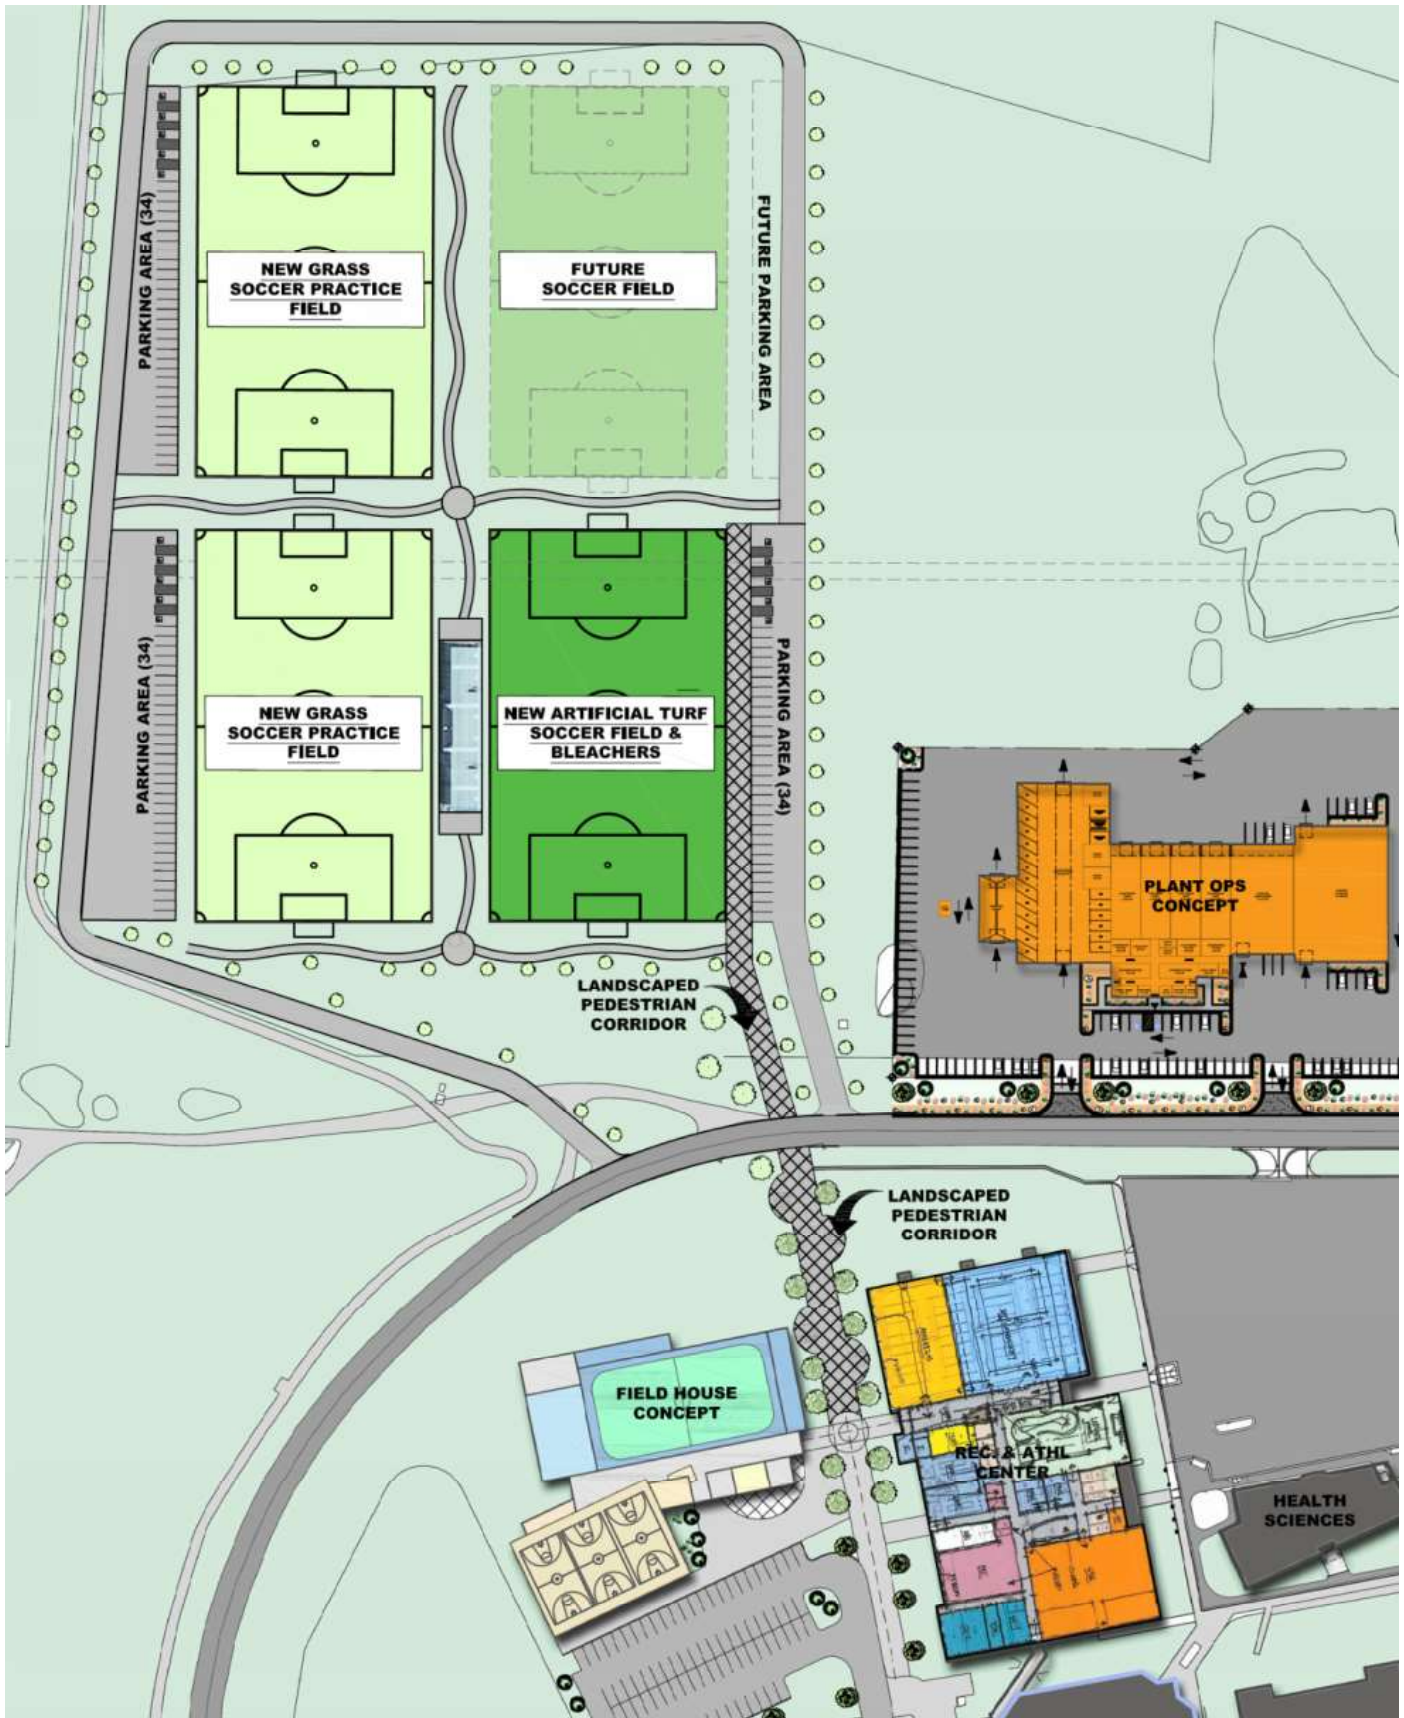 PARKING AREA (34)
NEW GRASS
SOCCER PRACTICE
FIELD
FUTURE
SOCCER FIELD
FUTURE PARKING AREA
PARKING AREA (34)
NEW GRASS
SOCCER PRACTICE
FIELD
NEW ARTIFICIAL TURF
SOCCER FIELD &
BLEACHERS
PARKING AREA (34)
PLANT OPS
CONCEPT
LANDSCAPED
PEDESTRIAN
CORRIDOR
LANDSCAPED
PEDESTRIAN
CORRIDOR
FIELD HOUSE
CONCEPT
REC. & ATHL
CENTER
HEALTH
SCIENCES